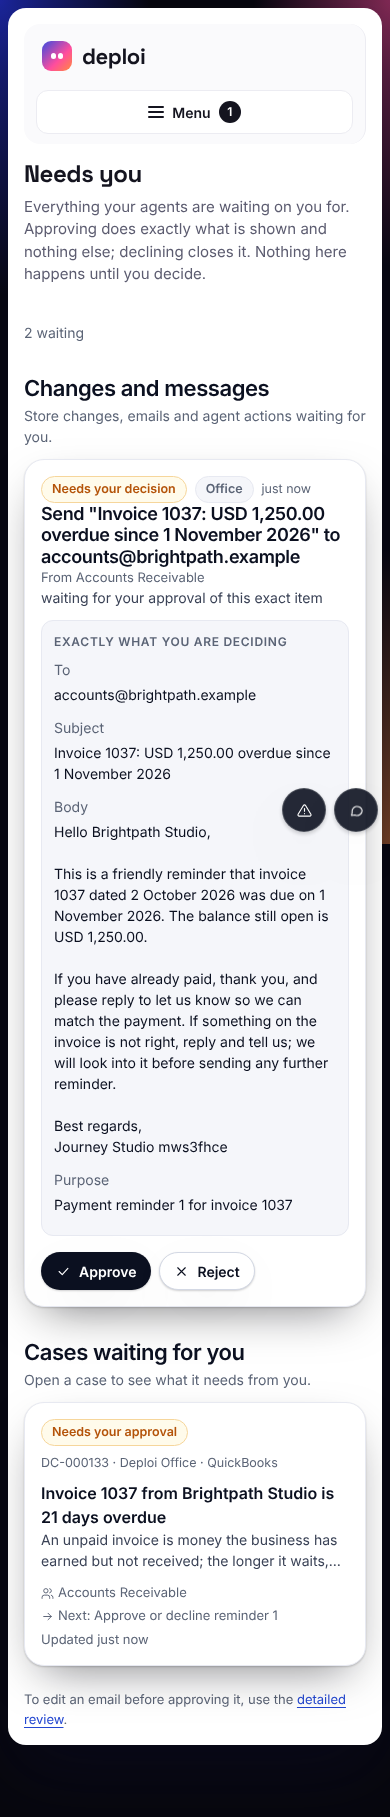 deploi
Menu 1
Needs you
Everything your agents are waiting on you for.
Approving does exactly what is shown and
nothing else; declining closes it. Nothing here
happens until you decide.
2 waiting
Changes and messages
Store changes, emails and agent actions waiting for
you.
Needs your decision Office just now
Send "Invoice 1037: USD 1,250.00
overdue since 1 November 2026" to
accounts@brightpath.example
From Accounts Receivable
waiting for your approval of this exact item
EXACTLY WHAT YOU ARE DECIDING
To
accounts@brightpath.example
Subject
Invoice 1037: USD 1,250.00 overdue since
1 November 2026
Body
Hello Brightpath Studio,
This is a friendly reminder that invoice
1037 dated 2 October 2026 was due on 1
November 2026. The balance still open is
USD 1,250.00.
If you have already paid, thank you, and
please reply to let us know so we can
match the payment. If something on the
invoice is not right, reply and tell us; we
will look into it before sending any further
reminder.
Best regards,
Journey Studio mws3fhce
Purpose
Payment reminder 1 for invoice 1037
Approve Reject
Cases waiting for you
Open a case to see what it needs from you.
Needs your approval
DC-000133 · Deploi Office · QuickBooks
Invoice 1037 from Brightpath Studio is
21 days overdue
An unpaid invoice is money the business has
earned but not received; the longer it waits,...
Accounts Receivable
→ Next: Approve or decline reminder 1
Updated just now
To edit an email before approving it, use the detailed
review.